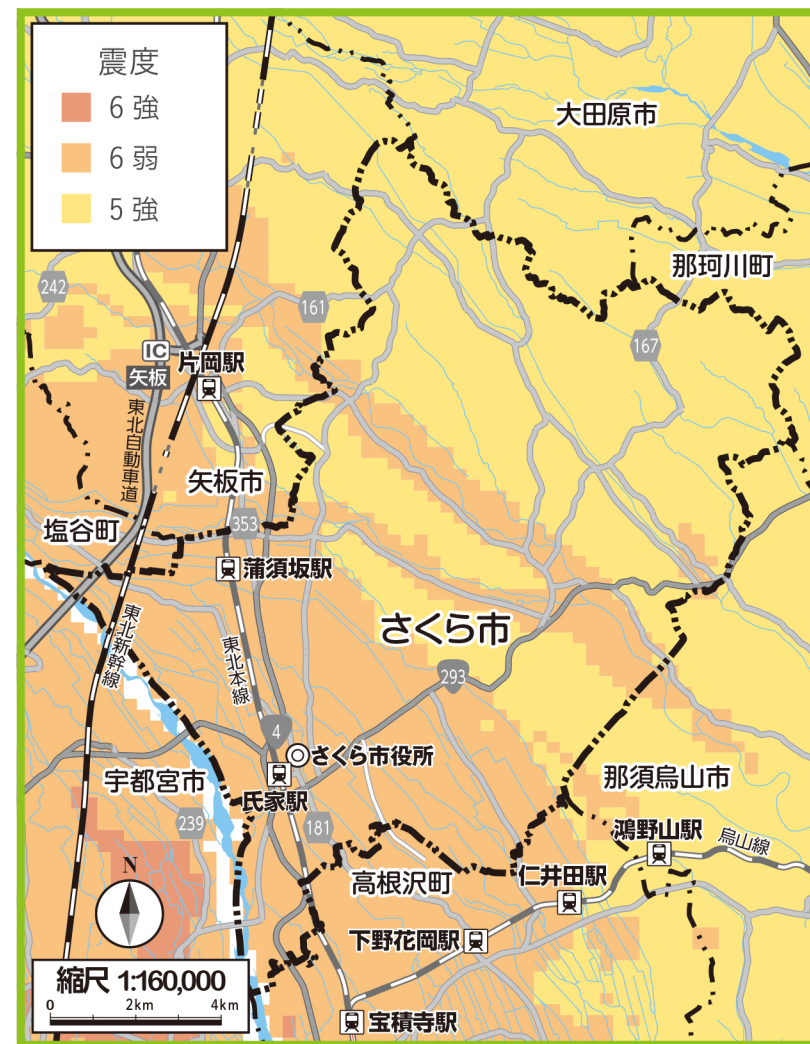 震度
6強
6弱
5強
大田原市
那珂川町
242
161
167
IC
矢板
片岡駅
東北自動車道
矢板市
353
塩谷町
蒲須坂駅
さくら市
東北新幹線
東北本線
293
4
さくら市役所
氏家駅
宇都宮市
239
181
那須烏山市
鴻野山駅
烏山線
仁井田駅
高根沢町
下野花岡駅
宝積寺駅
N
縮尺 1:160,000
0 2km 4km